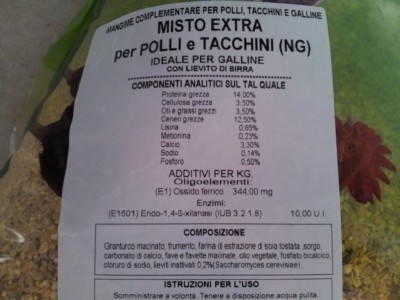 MANGIME COMPLEMENTARE PER POLLI, TACCHINI E GALLINE
MISTO EXTRA
per POLLI e TACCHINI (NG)
IDEALE PER GALLINE
CON LIEVITO DI BIRRA
COMPONENTI ANALITICI SUL TAL QUALE
Proteina grezza 14,00%
Cellulosa grezza 3,50%
Oli e grassi grezzi 3,50%
Ceneri grezze 12,50%
Lisina 0,65%
Metionina 0,23%
Calcio 3,30%
Sodio 0,14%
Fosforo 0,50%
ADDITIVI PER KG.
Oligoelementi:
(E1) Ossido ferrico 344,00 mg
Enzimi:
(E1601) Endo-1,4-ß-xilanasi (IUB 3.2.1.8) 10,00 U.I
COMPOSIZIONE
Granturco macinato, frumento, farina di estrazione di soia tostata ,sorgo,
carbonato di calcio, fave e favette macinate, olio vegetale, fosfato bicalcico,
cloruro di sodio, lieviti inattivati 0,2%(Saccharomyces cerevisiae).
ISTRUZIONI PER L'USO
Somministrare a volontà. Tenere a disposizione acqua pulita